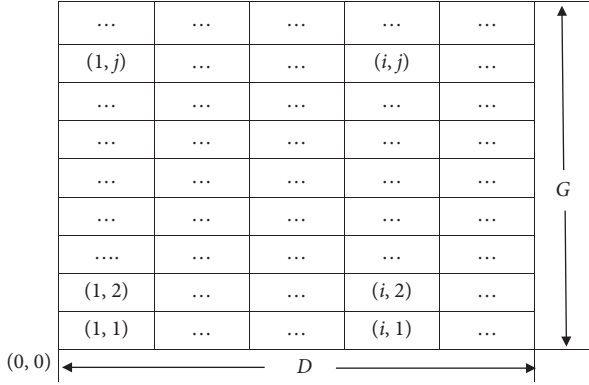 … … … … …
(1, j) … … (i, j) …
… … … … …
… … … … …
… … … … …
G
… … … … …
…. … … … …
(1, 2) … … (i, 2) …
(1, 1) … … (i, 1) …
(0, 0)
D